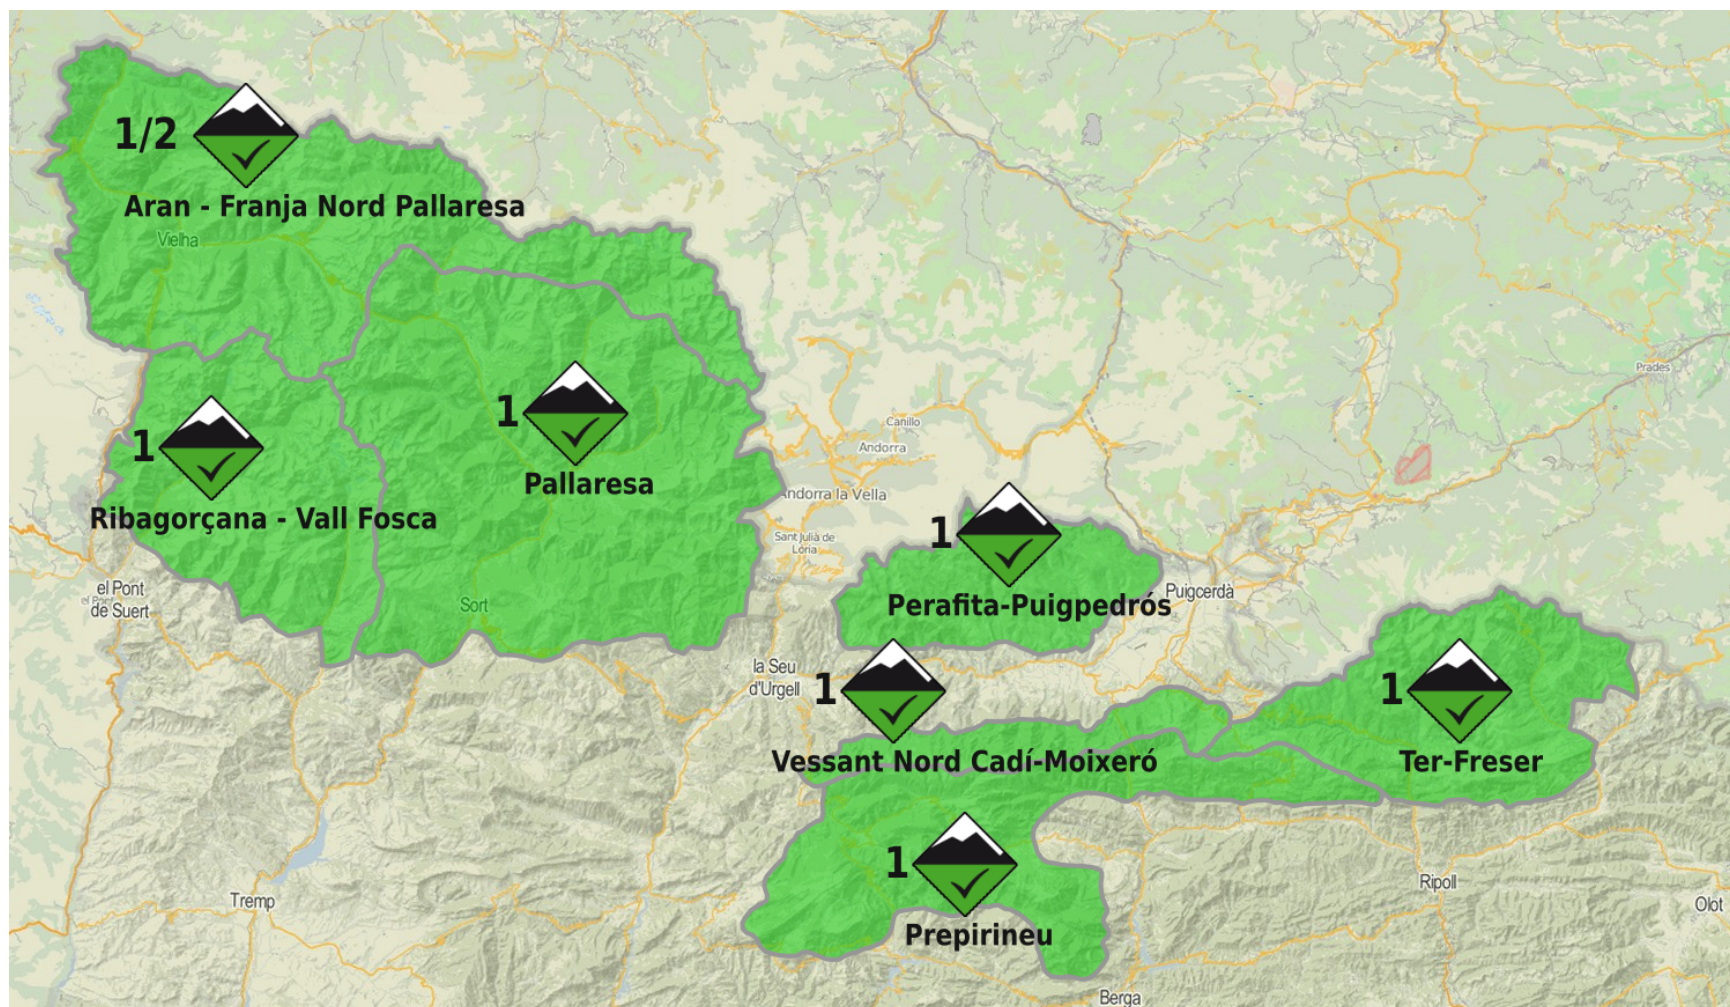 1/2
Aran - Franja Nord Pallaresa
Vielha
Prades
1
Pallaresa
1
Ribagorçana - Vall Fosca
Canillo
Andorra
Andorra la Vella
Sant Julià de
Lòria
1
Perafita-Puigpedrós
Puigcerdà
el Pont
de Suert
Sort
la Seu
d'Urgell
1
Vessant Nord Cadí-Moixeró
1
Ter-Freser
1
Prepirineu
Tremp
Ripoll
Olot
Berga